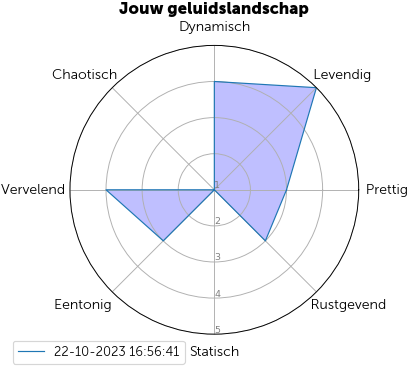 Jouw geluidslandschap
Dynamisch
Chaotisch
Levendig
Vervelend
1
Prettig
2
3
4
Eentonig
Rustgevend
5
22-10-2023 16:56:41
Statisch